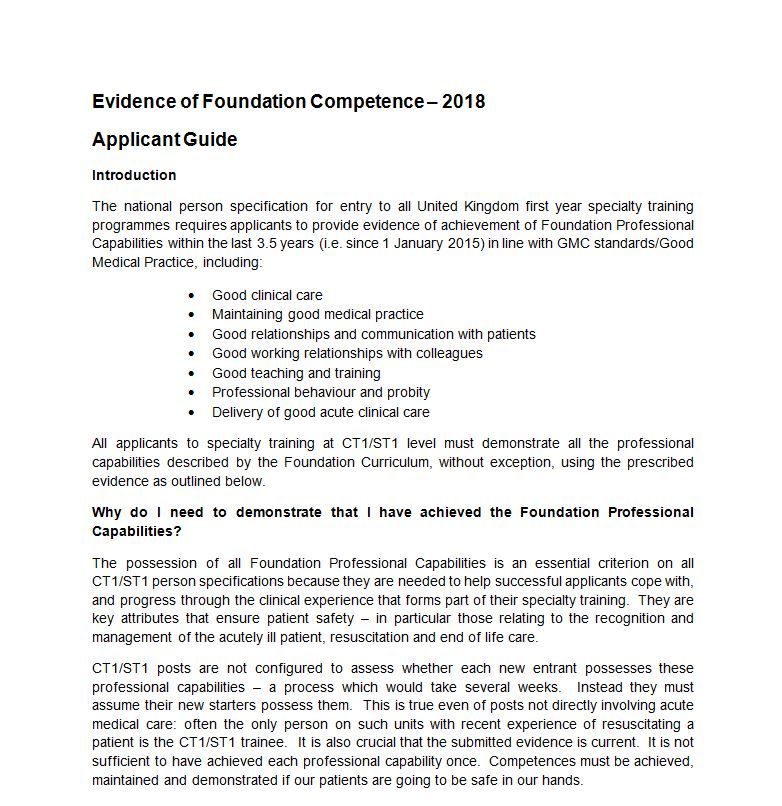 Evidence of Foundation Competence – 2018
Applicant Guide
Introduction
The national person specification for entry to all United Kingdom first year specialty training
programmes requires applicants to provide evidence of achievement of Foundation Professional
Capabilities within the last 3.5 years (i.e. since 1 January 2015) in line with GMC standards/Good
Medical Practice, including:
• Good clinical care
• Maintaining good medical practice
• Good relationships and communication with patients
• Good working relationships with colleagues
• Good teaching and training
• Professional behaviour and probity
• Delivery of good acute clinical care
All applicants to specialty training at CT1/ST1 level must demonstrate all the professional
capabilities described by the Foundation Curriculum, without exception, using the prescribed
evidence as outlined below.
Why do I need to demonstrate that I have achieved the Foundation Professional
Capabilities?
The possession of all Foundation Professional Capabilities is an essential criterion on all
CT1/ST1 person specifications because they are needed to help successful applicants cope with,
and progress through the clinical experience that forms part of their specialty training. They are
key attributes that ensure patient safety – in particular those relating to the recognition and
management of the acutely ill patient, resuscitation and end of life care.
CT1/ST1 posts are not configured to assess whether each new entrant possesses these
professional capabilities – a process which would take several weeks. Instead they must
assume their new starters possess them. This is true even of posts not directly involving acute
medical care: often the only person on such units with recent experience of resuscitating a
patient is the CT1/ST1 trainee. It is also crucial that the submitted evidence is current. It is not
sufficient to have achieved each professional capability once. Competences must be achieved,
maintained and demonstrated if our patients are going to be safe in our hands.